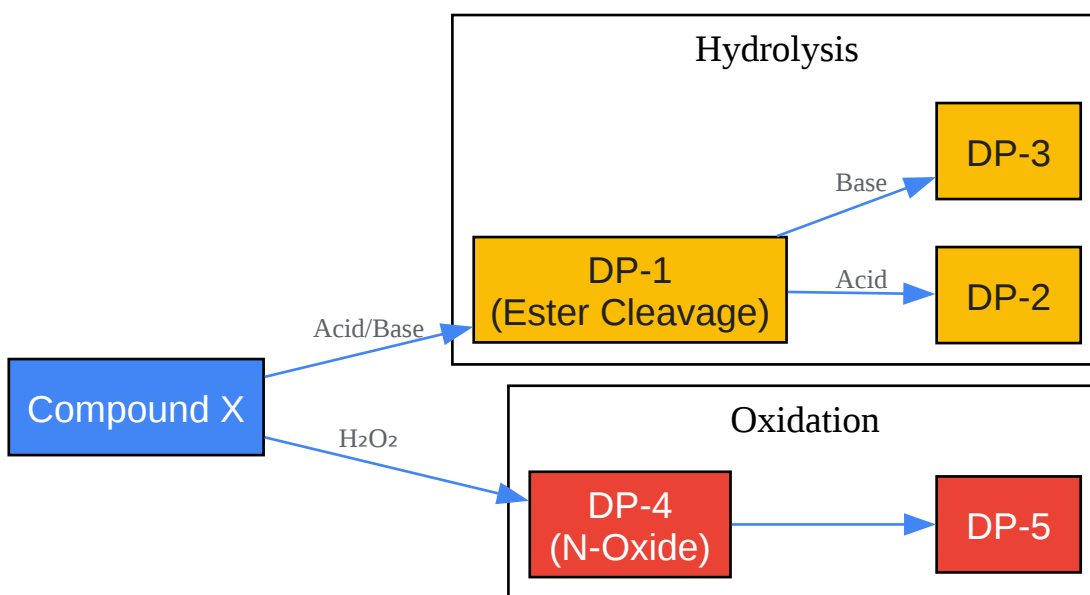 Hydrolysis
DP-3
Base
DP-1
(Ester Cleavage)
Acid
DP-2
Acid/Base
Compound X
H₂O₂
Oxidation
DP-4
(N-Oxide)
DP-5